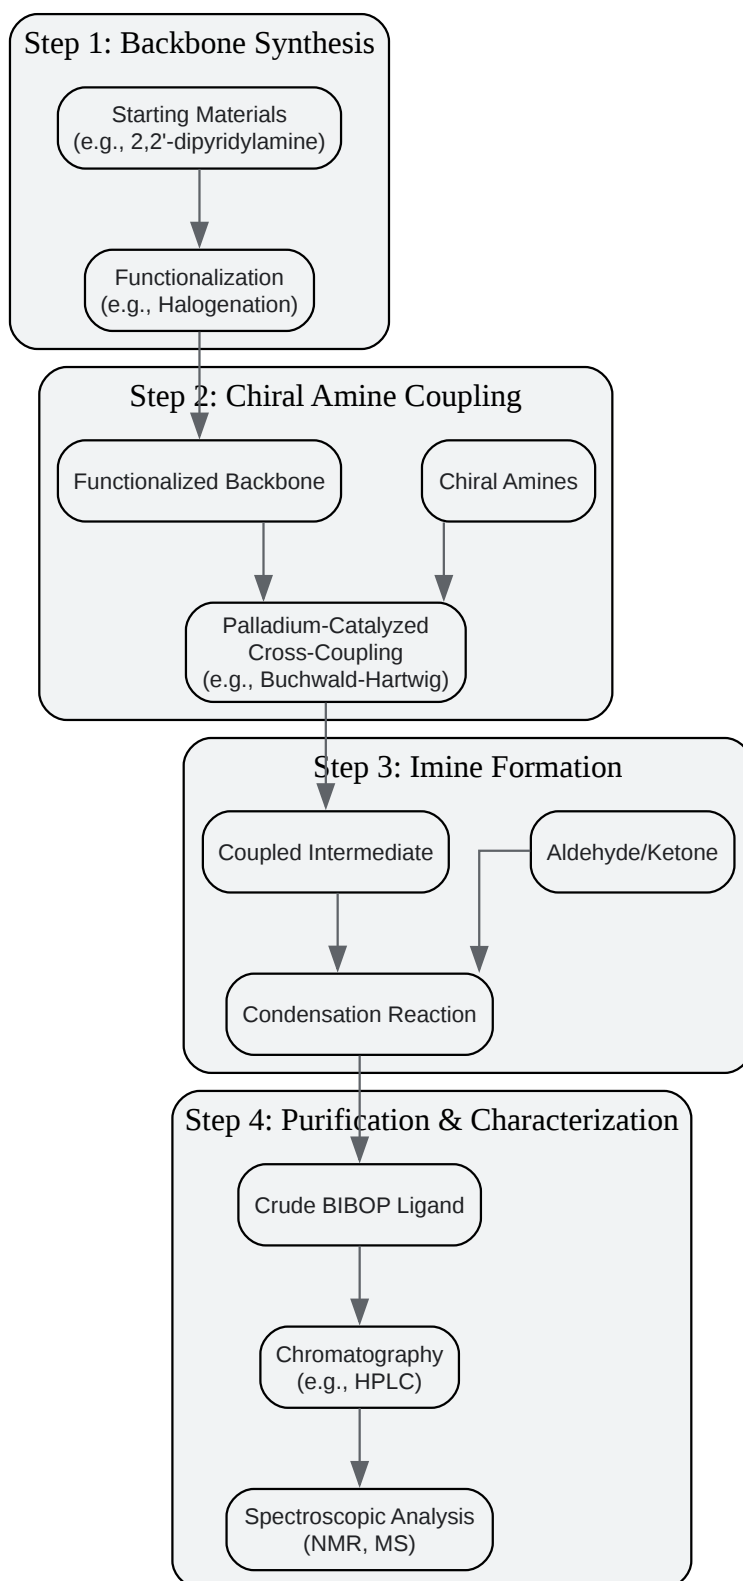 Step 1: Backbone Synthesis
Starting Materials
(e.g., 2,2'-dipyridylamine)
Functionalization
(e.g., Halogenation)
Step 2: Chiral Amine Coupling
Functionalized Backbone
Chiral Amines
Palladium-Catalyzed
Cross-Coupling
(e.g., Buchwald-Hartwig)
Step 3: Imine Formation
Coupled Intermediate
Aldehyde/Ketone
Condensation Reaction
Step 4: Purification & Characterization
Crude BIBOP Ligand
Chromatography
(e.g., HPLC)
Spectroscopic Analysis
(NMR, MS)